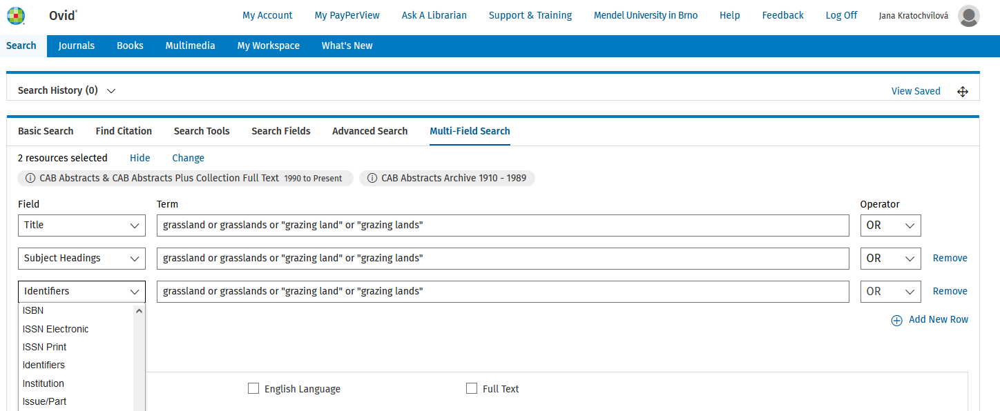 Ovid®
My Account My PayPerView Ask A Librarian Support & Training Mendel University in Brno Help Feedback Log Off Jana Kratochvílová
Search Journals Books Multimedia My Workspace What's New
Search History (0) View Saved
Basic Search Find Citation Search Tools Search Fields Advanced Search Multi-Field Search
2 resources selected Hide Change
CAB Abstracts & CAB Abstracts Plus Collection Full Text 1990 to Present CAB Abstracts Archive 1910 - 1989
Field Term Operator
Title grassland or grasslands or "grazing land" or "grazing lands" OR
Subject Headings grassland or grasslands or "grazing land" or "grazing lands" OR Remove
Identifiers grassland or grasslands or "grazing land" or "grazing lands" OR Remove
ISBN
Add New Row
ISSN Electronic
ISSN Print
Identifiers
Institution
English Language Full Text
Issue/Part